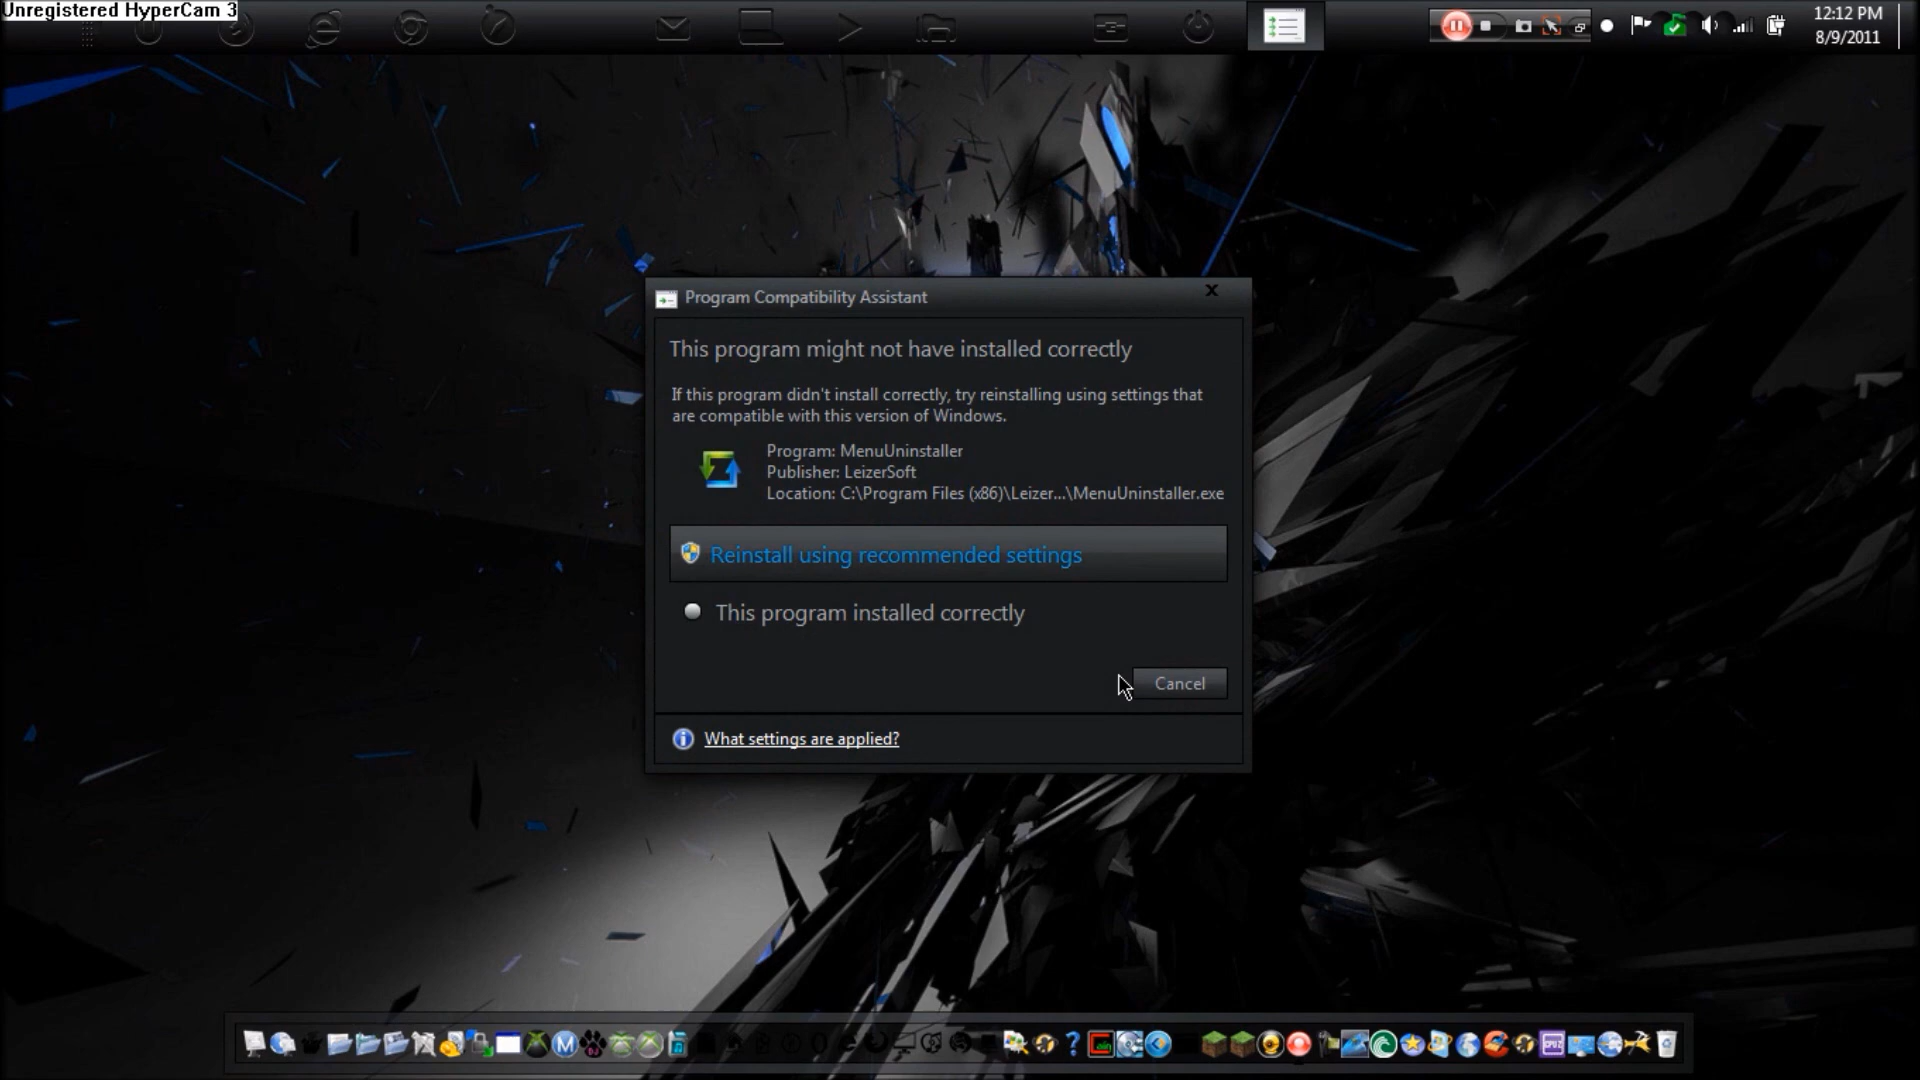 Unregistered HyperCam 3
12:12 PM
8/9/2011
Program Compatibility Assistant
This program might not have installed correctly
If this program didn't install correctly, try reinstalling using settings that
are compatible with this version of Windows.
Program: MenuUninstaller
Publisher: LeizerSoft
Location: C:\Program Files (x86)\Leizer...\MenuUninstaller.exe
Reinstall using recommended settings
This program installed correctly
Cancel
What settings are applied?